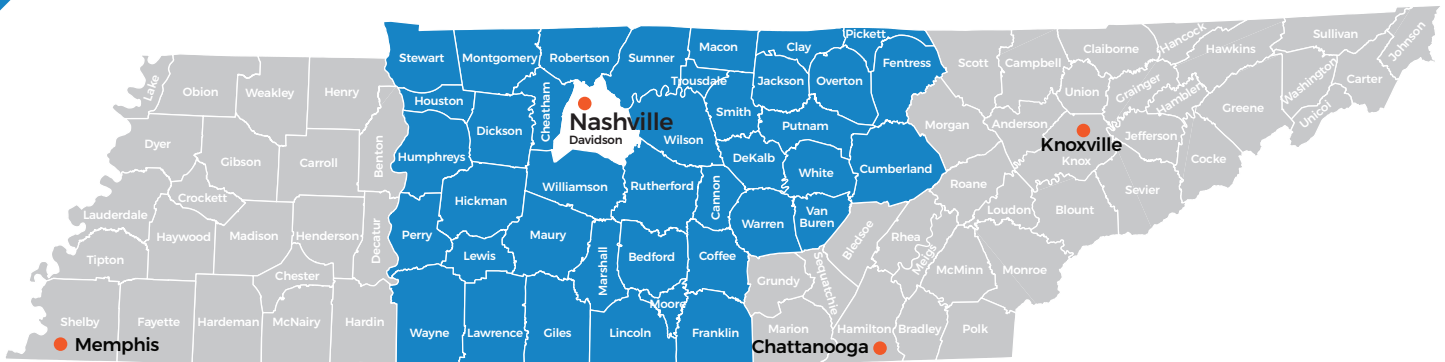 Stewart
Montgomery
Robertson
Sumner
Macon
Clay
Pickett
Fentress
Scott
Campbell
Claiborne
Hancock
Hawkins
Sullivan
Johnson
Lake
Obion
Weakley
Henry
Houston
Dickson
Cheatham
Trousdale
Jackson
Overton
Union
Grainger
Hamblen
Greene
Washington
Carter
Unicoi
Nashville
Davidson
Wilson
Smith
Putnam
Morgan
Anderson
Knoxville
Knox
Jefferson
Cocke
Dyer
Gibson
Carroll
Benton
Humphreys
Williamson
Rutherford
Cannon
DeKalb
White
Cumberland
Roane
Loudon
Blount
Sevier
Lauderdale
Crockett
Haywood
Madison
Henderson
Decatur
Hickman
Perry
Lewis
Maury
Marshall
Bedford
Coffee
Warren
Van
Buren
Bledsoe
Rhea
Meigs
McMinn
Monroe
Tipton
Chester
Grundy
Sequatchie
Shelby
Fayette
Hardeman
McNairy
Hardin
Wayne
Lawrence
Giles
Lincoln
Moore
Franklin
Marion
Hamilton
Bradley
Polk
Memphis
Chattanooga